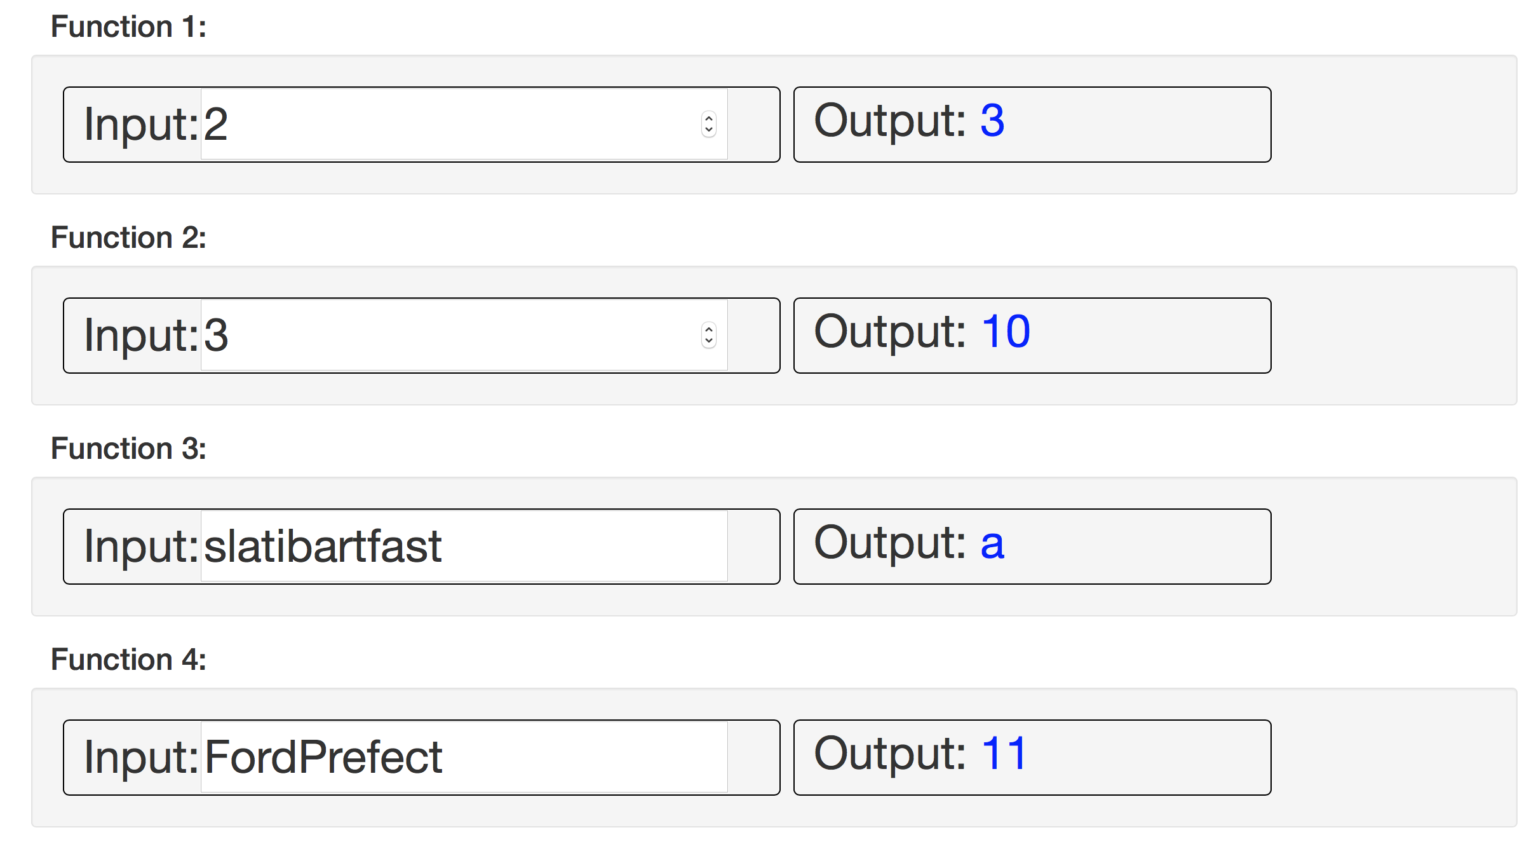 Function 1:
Input: 2 Output: 3
Function 2:
Input: 3 Output: 10
Function 3:
Input: slatibartfast Output: a
Function 4:
Input: FordPrefect Output: 11